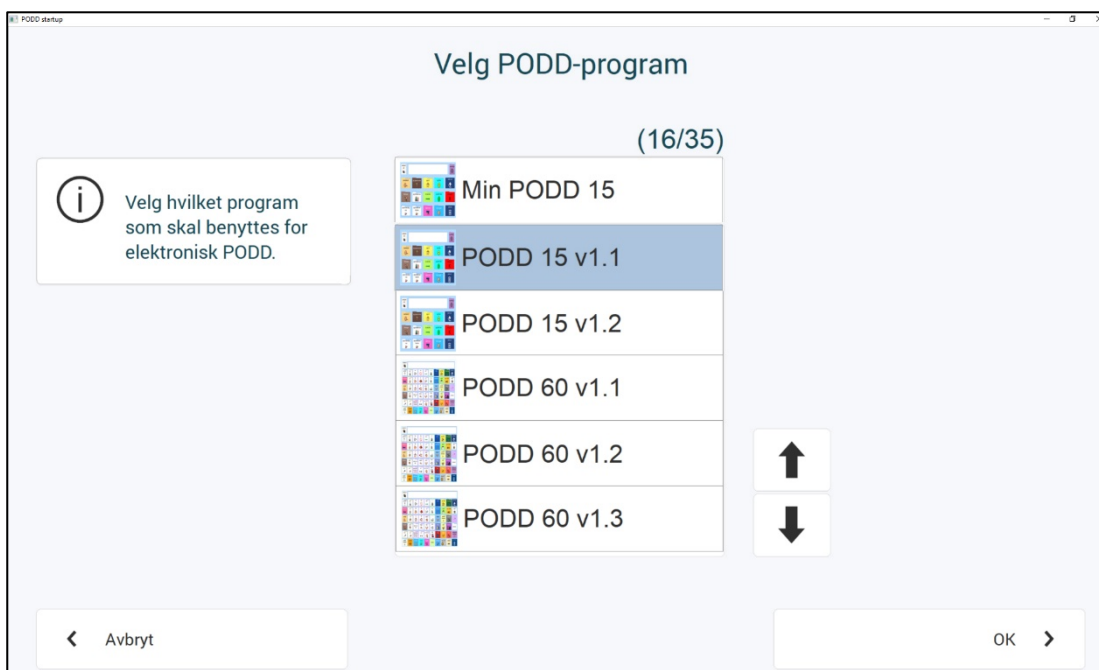 PODD startup
Velg PODD-program
(16/35)
Velg hvilket program
som skal benyttes for
elektronisk PODD.
Min PODD 15
PODD 15 v1.1
PODD 15 v1.2
PODD 60 v1.1
PODD 60 v1.2
PODD 60 v1.3
Avbryt
OK